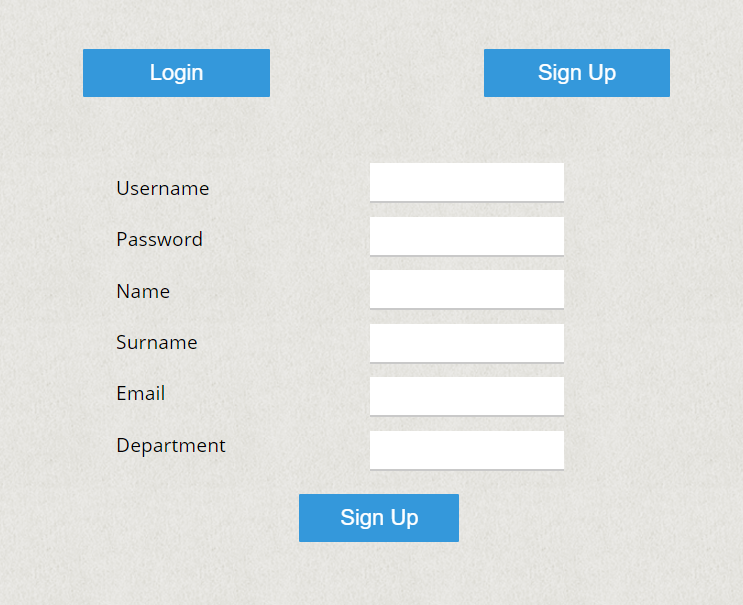 Login
Sign Up
Username
Password
Name
Surname
Email
Department
Sign Up